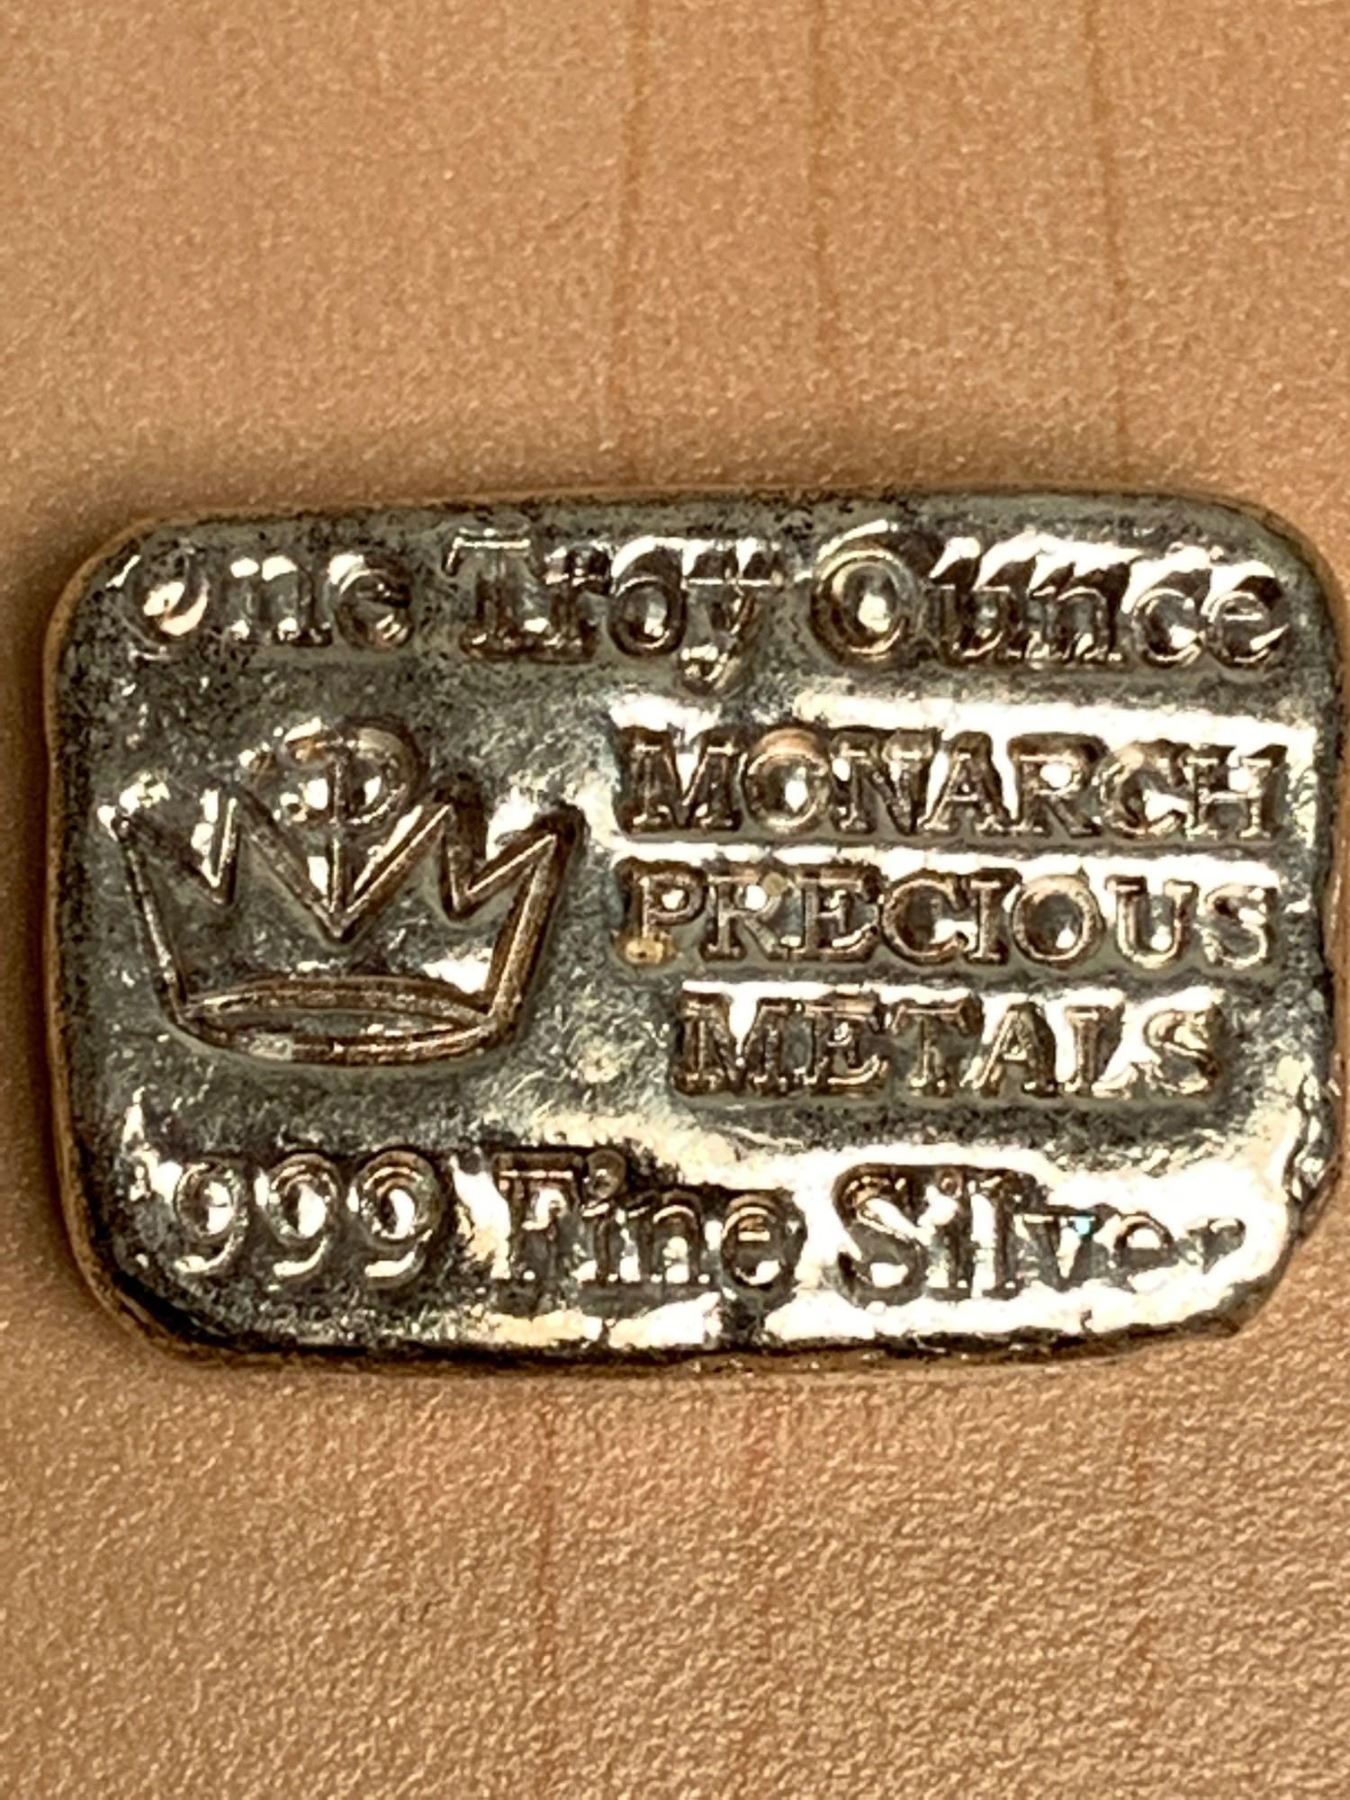 One Troy Ounce
MONARCH
PRECIOUS
METALS
999 Fine Silver